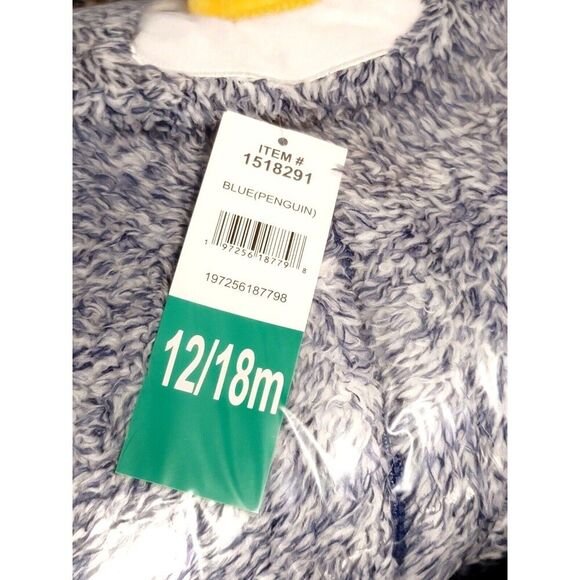 ITEM #
1518291
BLUE(PENGUIN)
1 97256 18779 8
197256187798
12/18m